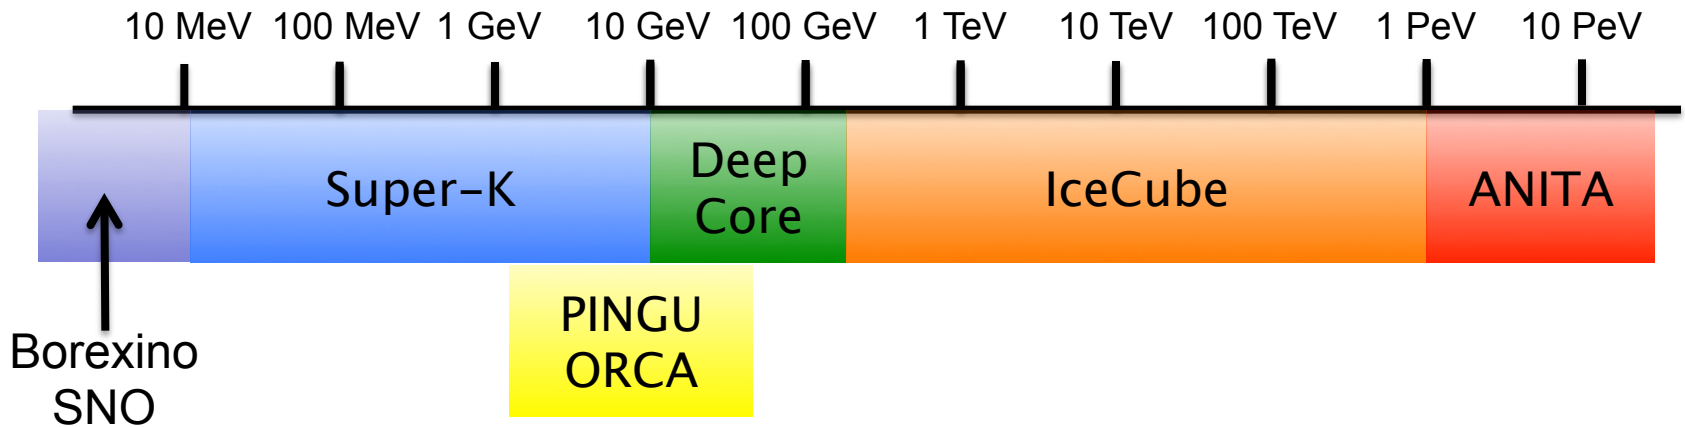 10 MeV 100 MeV 1 GeV 10 GeV 100 GeV 1 TeV 10 TeV 100 TeV 1 PeV 10 PeV
Super-K
Deep
Core
IceCube
ANITA
PINGU
ORCA
Borexino
SNO